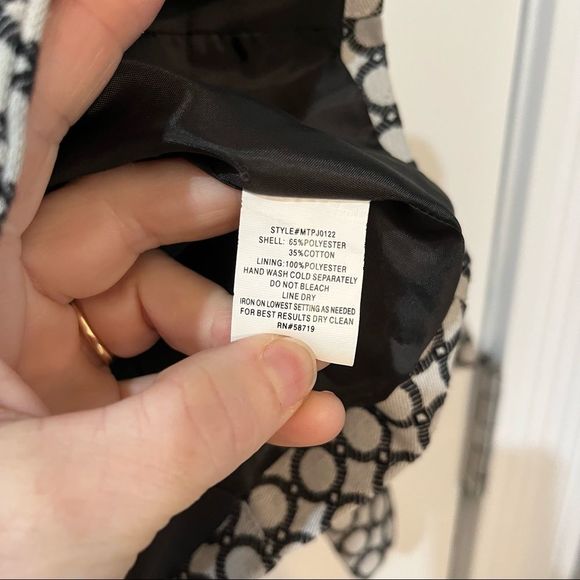 STYLE#MTPJ0122
SHELL: 65%POLYESTER
35%COTTON
LINING:100%POLYESTER
HAND WASH COLD SEPARATELY
DO NOT BLEACH
LINE DRY
IRON ON LOWEST SETTING AS NEEDED
FOR BEST RESULTS DRY CLEAN
RN#58719